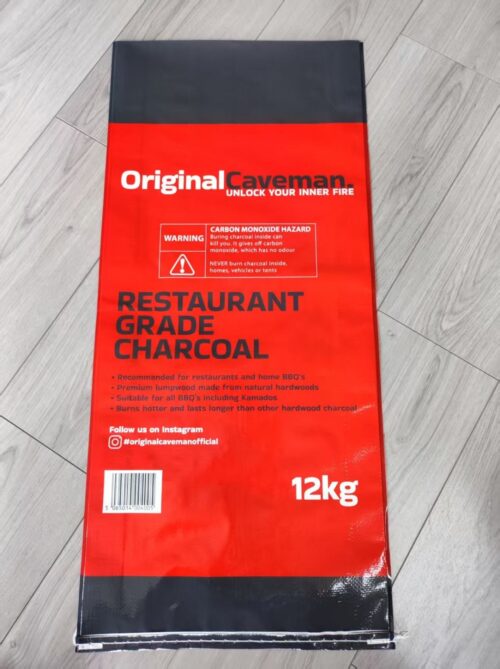 OriginalCaveman.
UNLOCK YOUR INNER FIRE
WARNING
CARBON MONOXIDE HAZARD
Buring charcoal inside can
kill you. It gives off carbon
monoxide, which has no odour
NEVER burn charcoal inside,
homes, vehicles or tents
RESTAURANT
GRADE
CHARCOAL
• Recommended for restaurants and home BBQ's
• Premium lumpwood made from natural hardwoods
• Suitable for all BBQ's including Kamados
• Burns hotter and lasts longer than other hardwood charcoal
Follow us on Instagram
#originalcavemanofficial
12kg